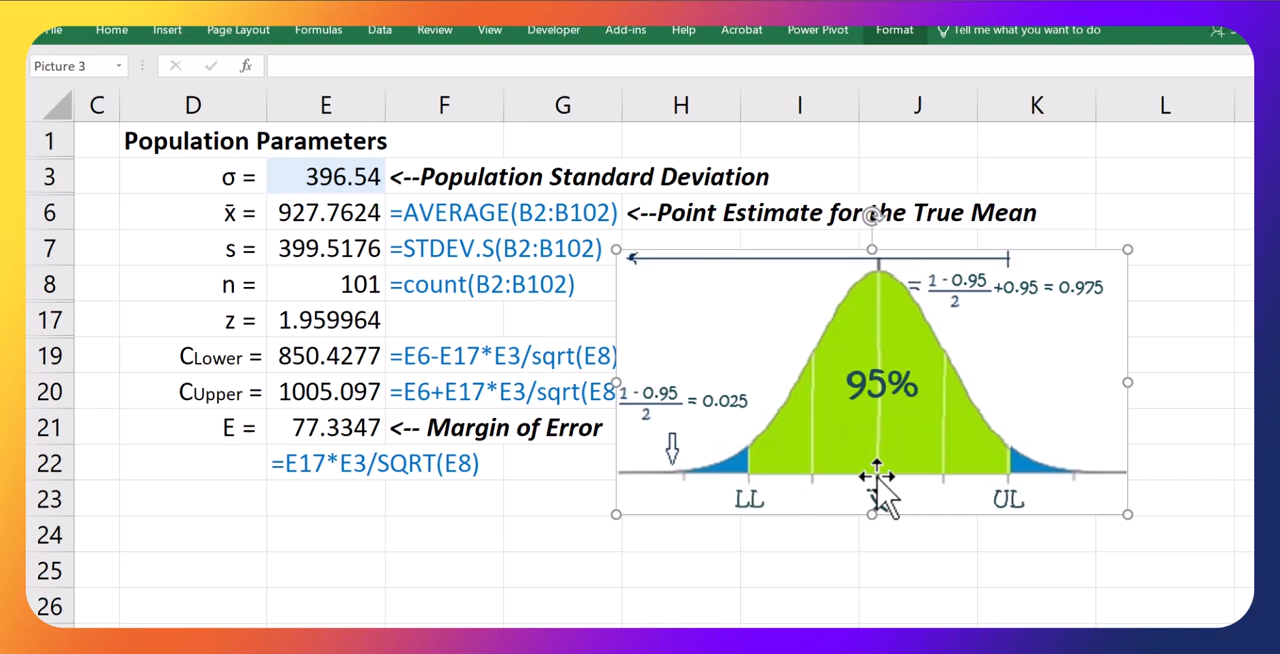 File Home Insert Page Layout Formulas Data Review View Developer Add-ins Help Acrobat Power Pivot Format Tell me what you want to do
Picture 3 fx
C D E F G H I J K L
1 Population Parameters
3 σ = 396.54 <--Population Standard Deviation
6 x̄ = 927.7624 =AVERAGE(B2:B102) <--Point Estimate for the True Mean
7 s = 399.5176 =STDEV.S(B2:B102)
8 n = 101 =count(B2:B102)
17 z = 1.959964
19 CLower = 850.4277 =E6-E17*E3/sqrt(E8)
20 CUpper = 1005.097 =E6+E17*E3/sqrt(E8
21 E = 77.3347 <-- Margin of Error
22 =E17*E3/SQRT(E8)
23
24
25
26
= 1 - 0.95
2
+0.95 = 0.975
95%
1 - 0.95
2
= 0.025
LL UL